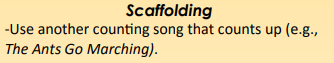 Scaffolding
-Use another counting song that counts up (e.g.,
The Ants Go Marching).